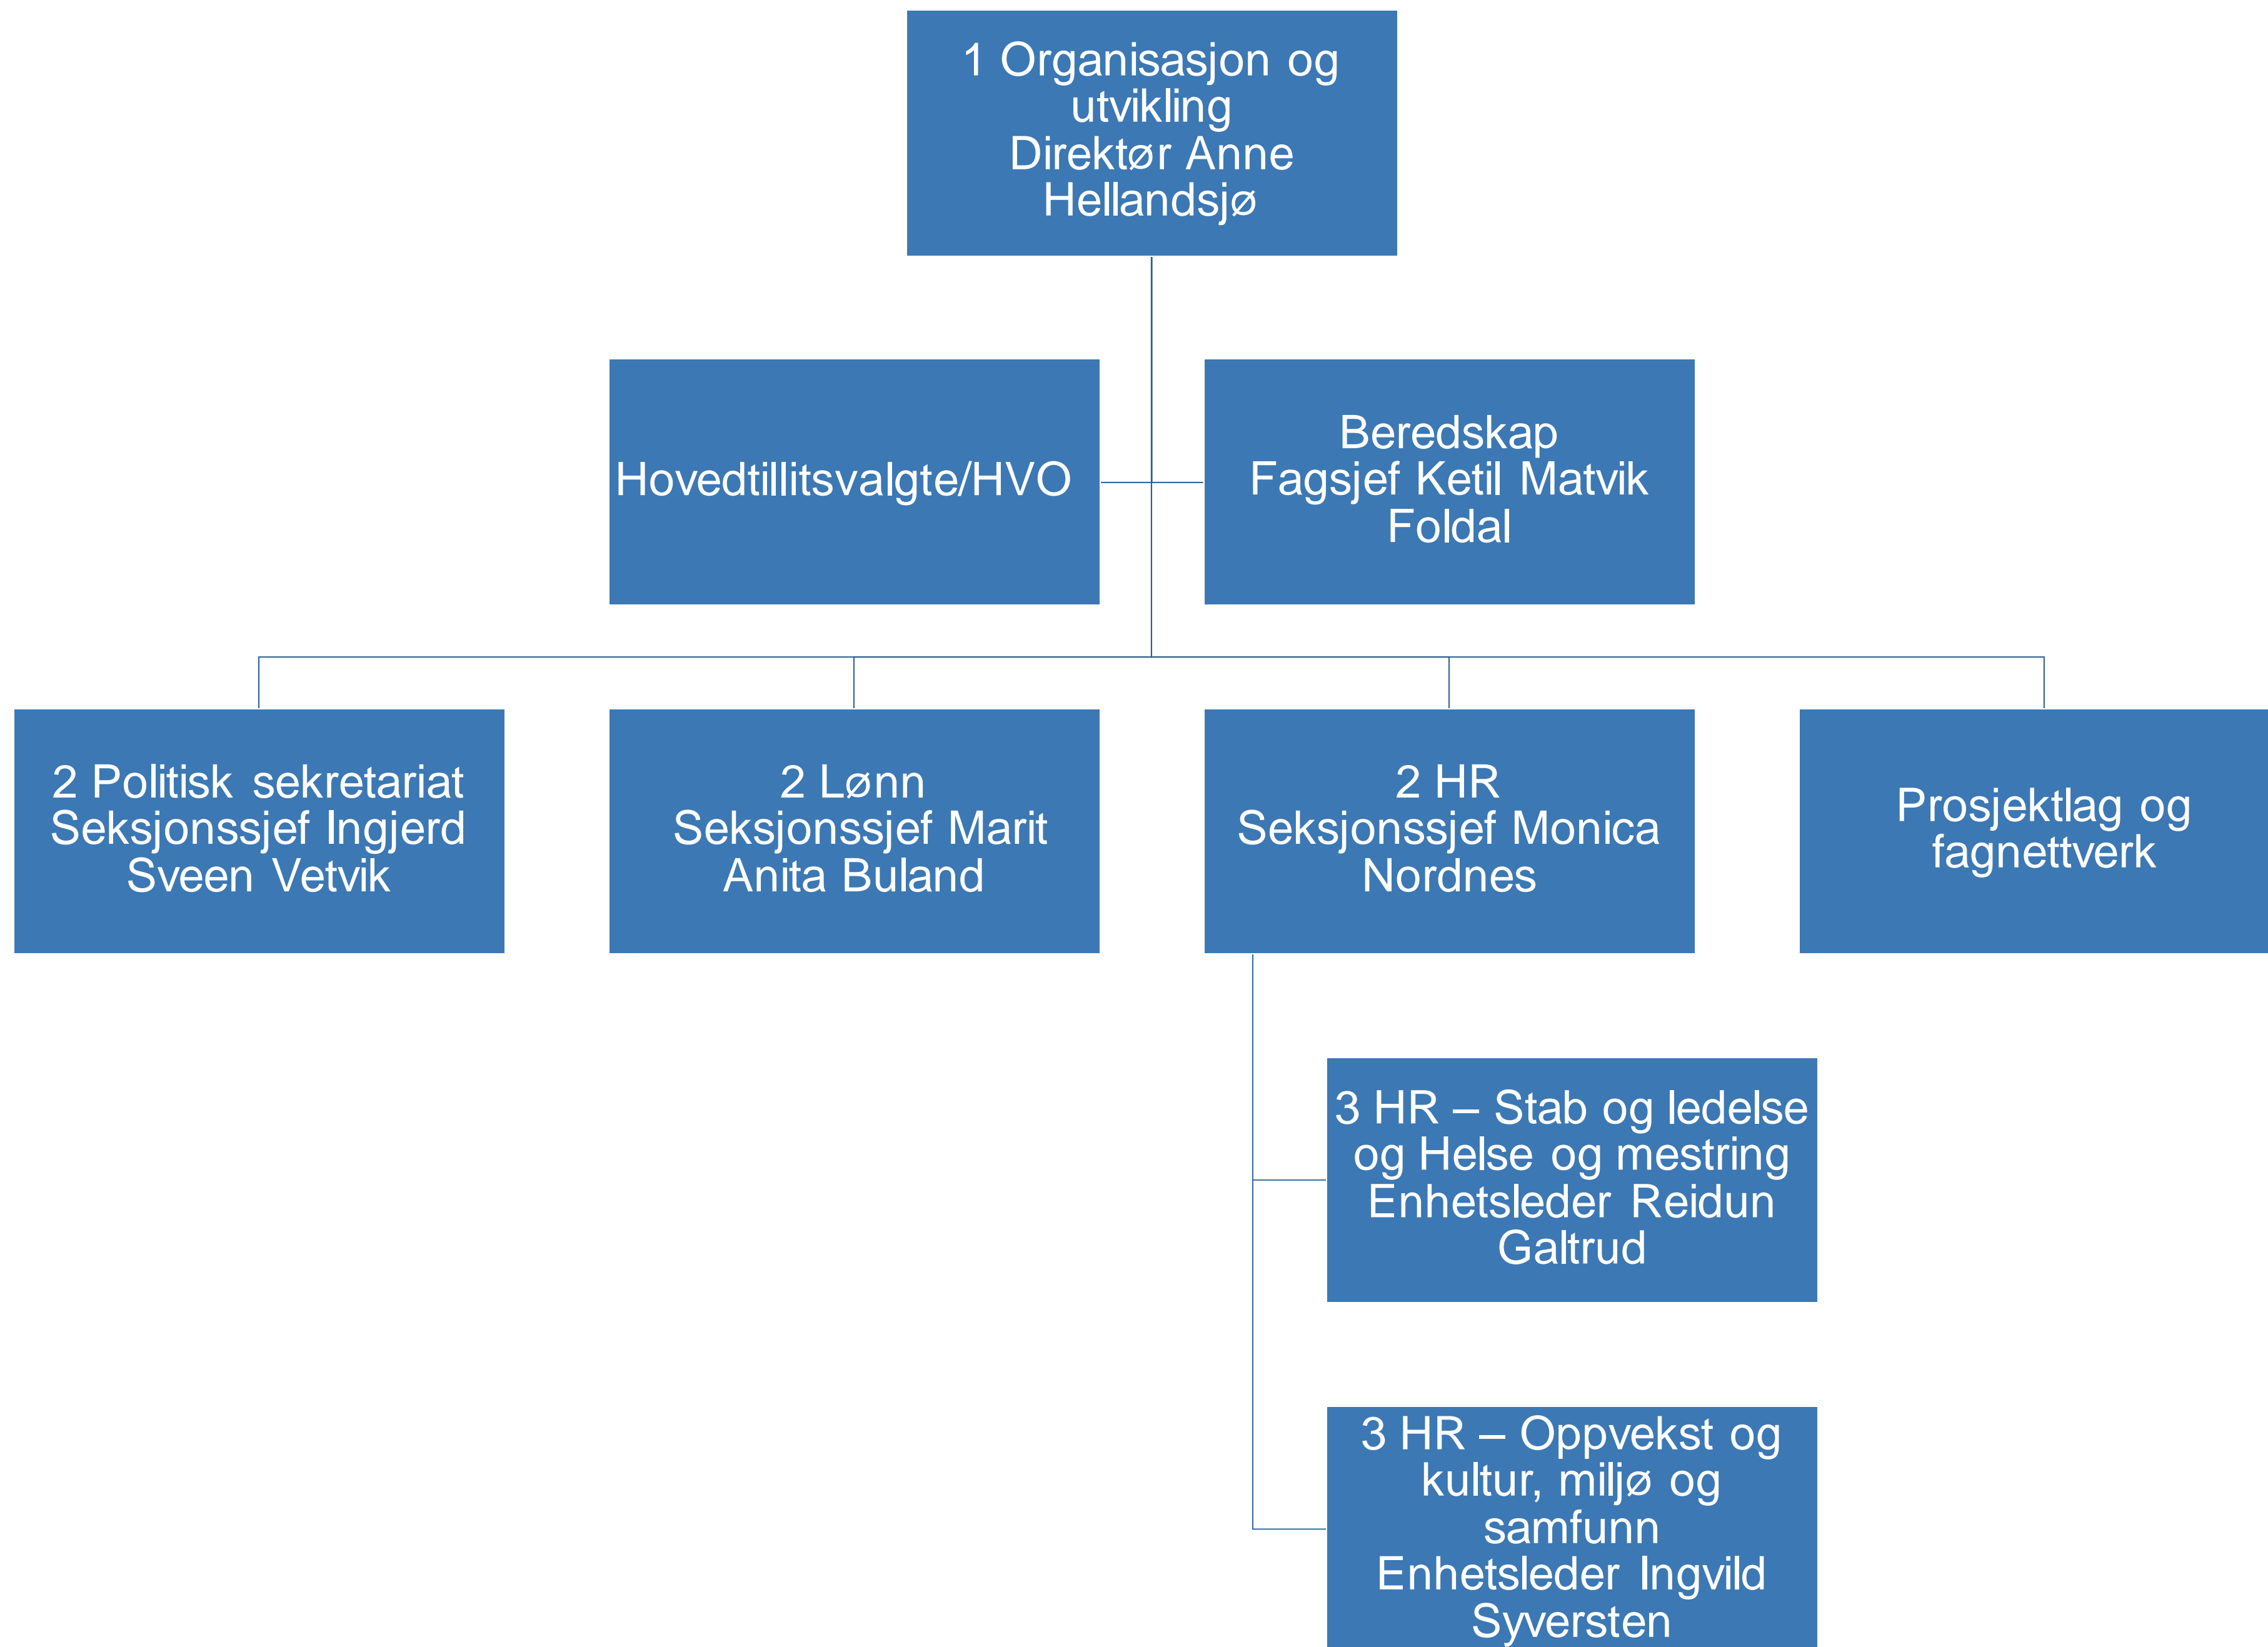 1 Organisasjon og
utvikling
Direktør Anne
Hellandsjø
Hovedtillitsvalgte/HVO
Beredskap
Fagsjef Ketil Matvik
Foldal
2 Politisk sekretariat
Seksjonssjef Ingjerd
Sveen Vetvik
2 Lønn
Seksjonssjef Marit
Anita Buland
2 HR
Seksjonssjef Monica
Nordnes
Prosjektlag og
fagnettverk
3 HR – Stab og ledelse
og Helse og mestring
Enhetsleder Reidun
Galtrud
3 HR – Oppvekst og
kultur, miljø og
samfunn
Enhetsleder Ingvild
Syversten